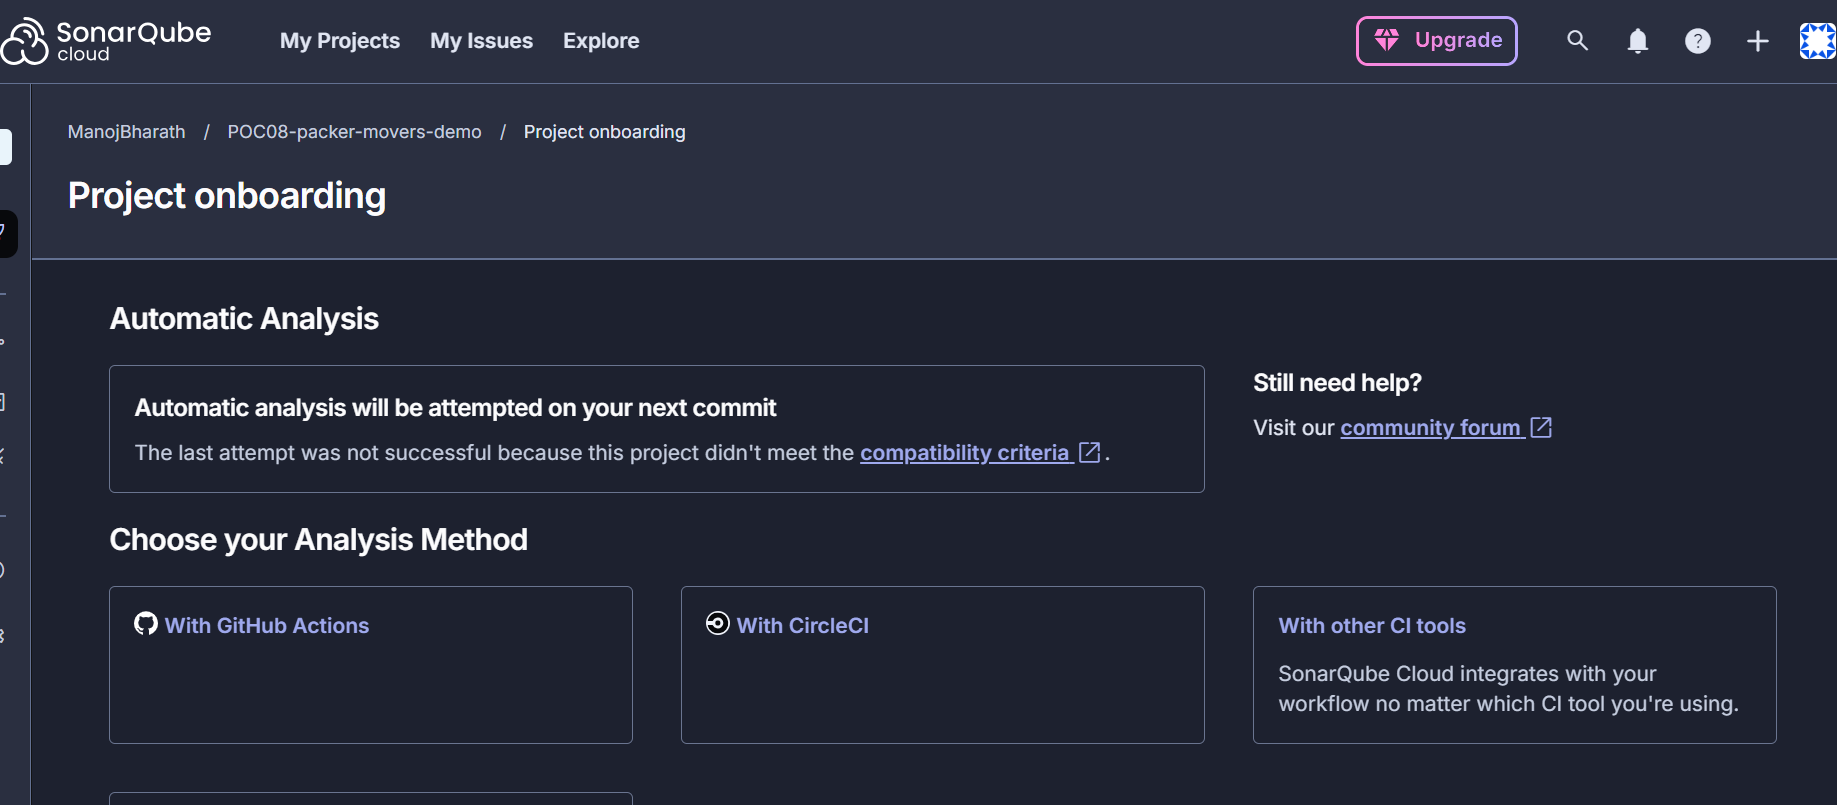 SonarQube
cloud
My Projects
My Issues
Explore
Upgrade
ManojBharath / POC08-packer-movers-demo / Project onboarding
Project onboarding
Automatic Analysis
Automatic analysis will be attempted on your next commit
The last attempt was not successful because this project didn't meet the compatibility criteria .
Still need help?
Visit our community forum
Choose your Analysis Method
With GitHub Actions
With CircleCI
With other CI tools
SonarQube Cloud integrates with your
workflow no matter which CI tool you're using.